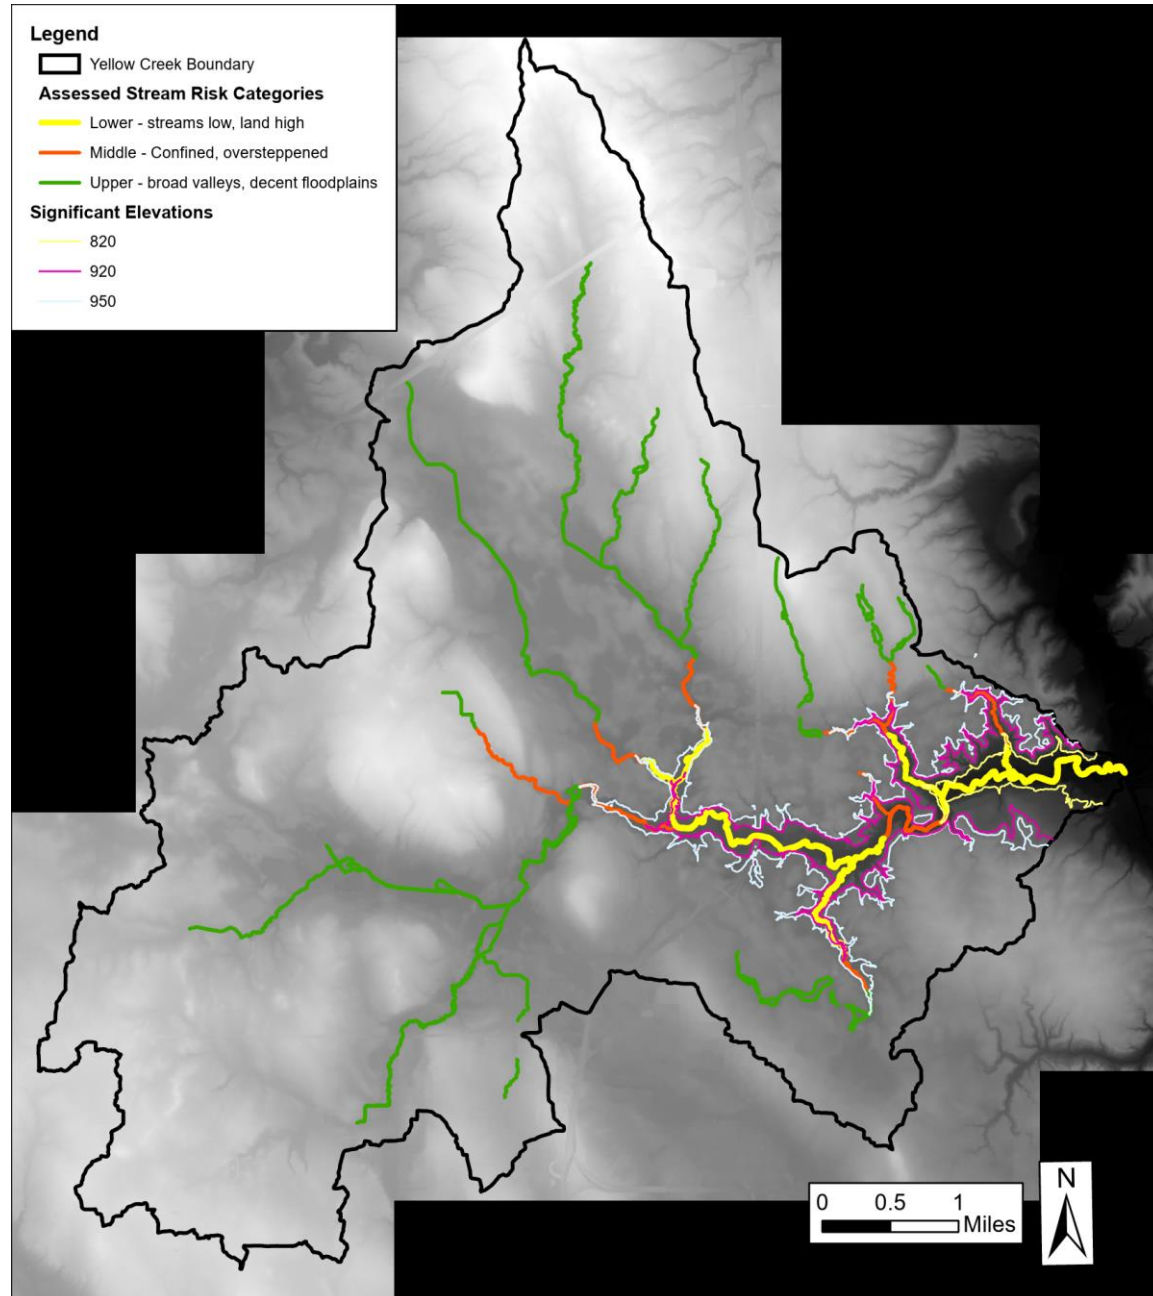 Legend
Yellow Creek Boundary
Assessed Stream Risk Categories
Lower - streams low, land high
Middle - Confined, oversteppened
Upper - broad valleys, decent floodplains
Significant Elevations
820
920
950
N
0 0.5 1
Miles